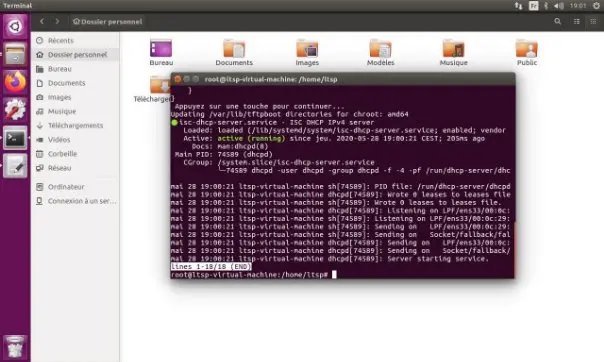 Terminal
Fr
19:01
Dossier personnel
Récents
Dossier personnel
Bureau
Documents
Images
Musique
Téléchargements
Vidéos
Corbeille
Réseau
Ordinateur
Connexion à un ser...
Bureau
Documents
Images
Modèles
Musique
Public
Télécharge
root@ltsp-virtual-machine: /home/ltsp
}
}
Appuyez sur une touche pour continuer...
Updating /var/lib/tftpboot directories for chroot: amd64
isc-dhcp-server.service - ISC DHCP IPv4 server
Loaded: loaded (/lib/systemd/system/isc-dhcp-server.service; enabled; vendor
Active: active (running) since jeu. 2020-05-28 19:00:21 CEST; 205ms ago
Docs: man:dhcpd(8)
Main PID: 74589 (dhcpd)
CGroup: /system.slice/isc-dhcp-server.service
└─74589 dhcpd -user dhcpd -group dhcpd -f -4 -pf /run/dhcp-server/dhc
mai 28 19:00:21 ltsp-virtual-machine sh[74589]: PID file: /run/dhcp-server/dhcpd
mai 28 19:00:21 ltsp-virtual-machine dhcpd[74589]: Wrote 0 leases to leases file
mai 28 19:00:21 ltsp-virtual-machine sh[74589]: Wrote 0 leases to leases file.
mai 28 19:00:21 ltsp-virtual-machine dhcpd[74589]: Listening on LPF/ens33/00:0c:
mai 28 19:00:21 ltsp-virtual-machine sh[74589]: Listening on LPF/ens33/00:0c:29:
mai 28 19:00:21 ltsp-virtual-machine sh[74589]: Sending on LPF/ens33/00:0c:29:
mai 28 19:00:21 ltsp-virtual-machine sh[74589]: Sending on Socket/fallback/fal
mai 28 19:00:21 ltsp-virtual-machine dhcpd[74589]: Sending on LPF/ens33/00:0c:
mai 28 19:00:21 ltsp-virtual-machine dhcpd[74589]: Sending on Socket/fallback/
mai 28 19:00:21 ltsp-virtual-machine dhcpd[74589]: Server starting service.
lines 1-18/18 (END)
root@ltsp-virtual-machine:/home/ltsp#